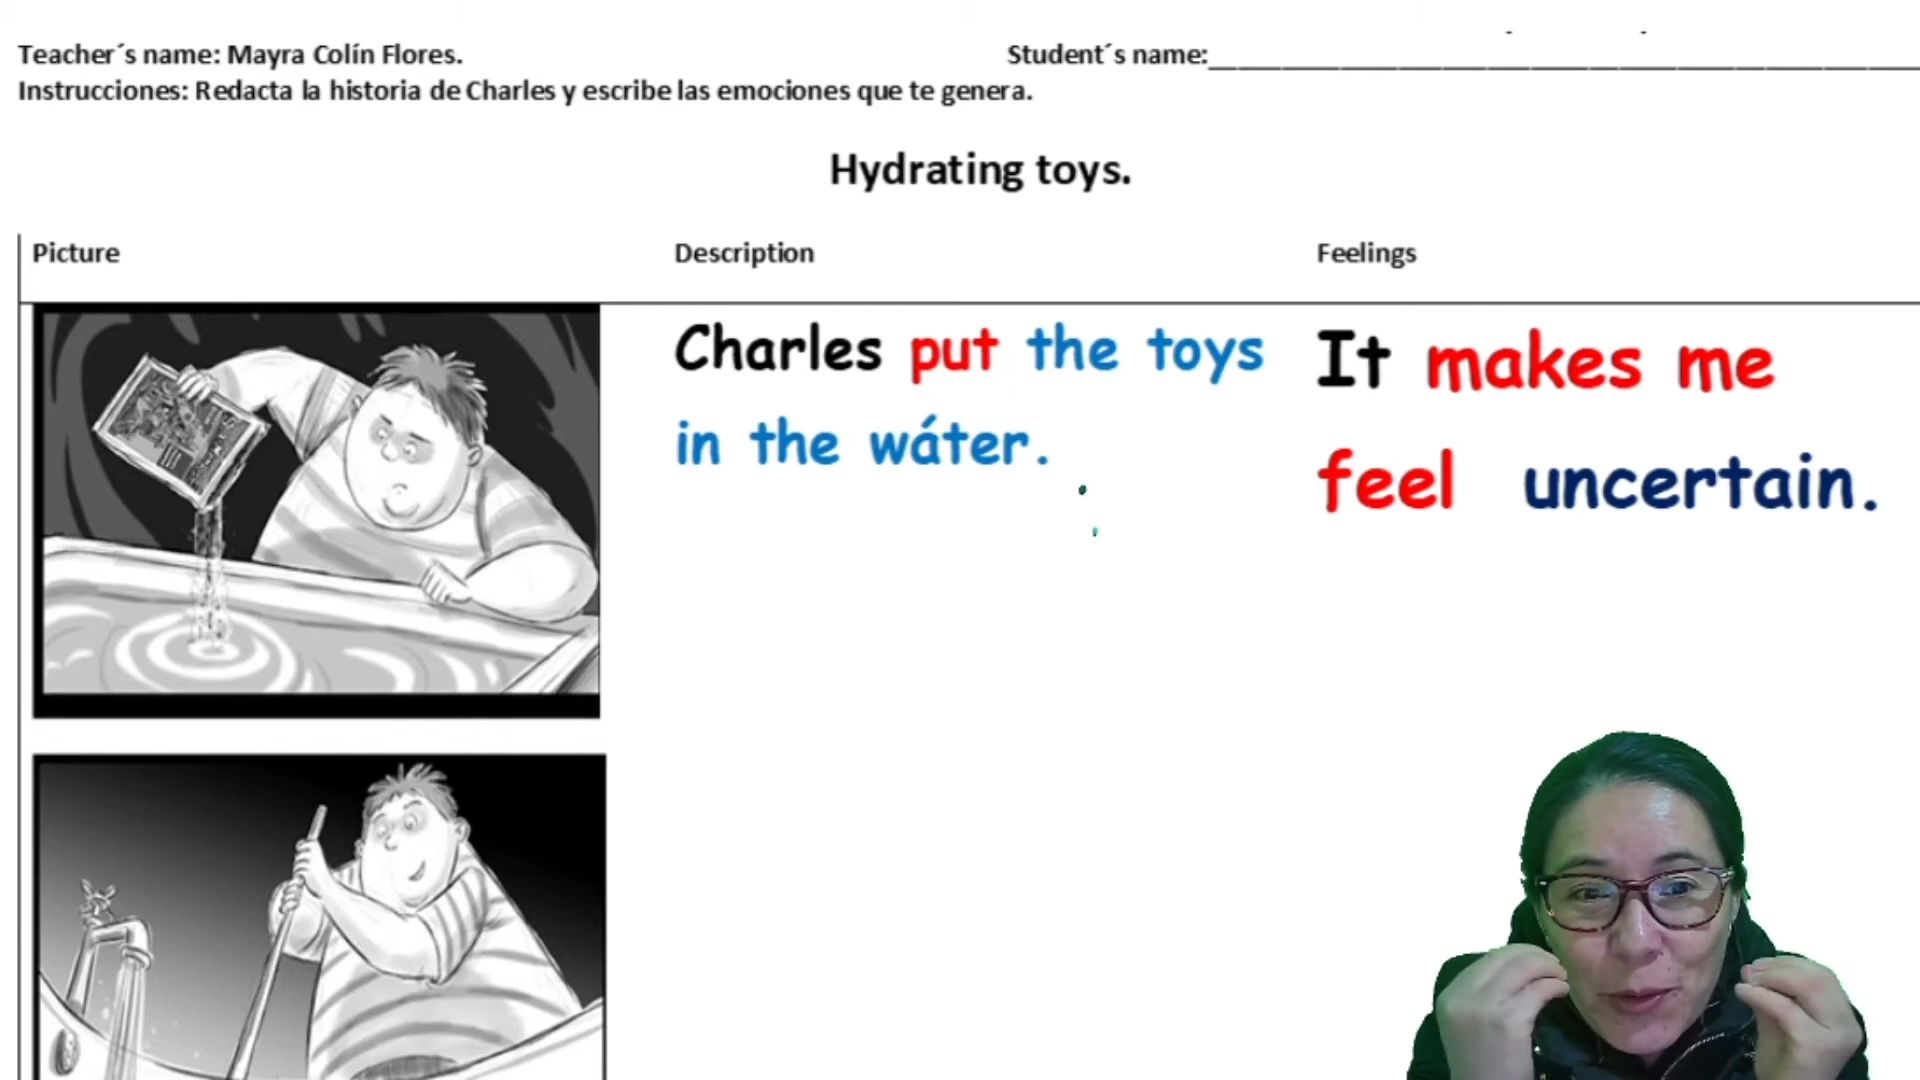 Teacher´s name: Mayra Colín Flores.
Student´s name:
Instrucciones: Redacta la historia de Charles y escribe las emociones que te genera.
Hydrating toys.
Picture
Description
Feelings
Charles put the toys
in the wáter.
It makes me
feel uncertain.